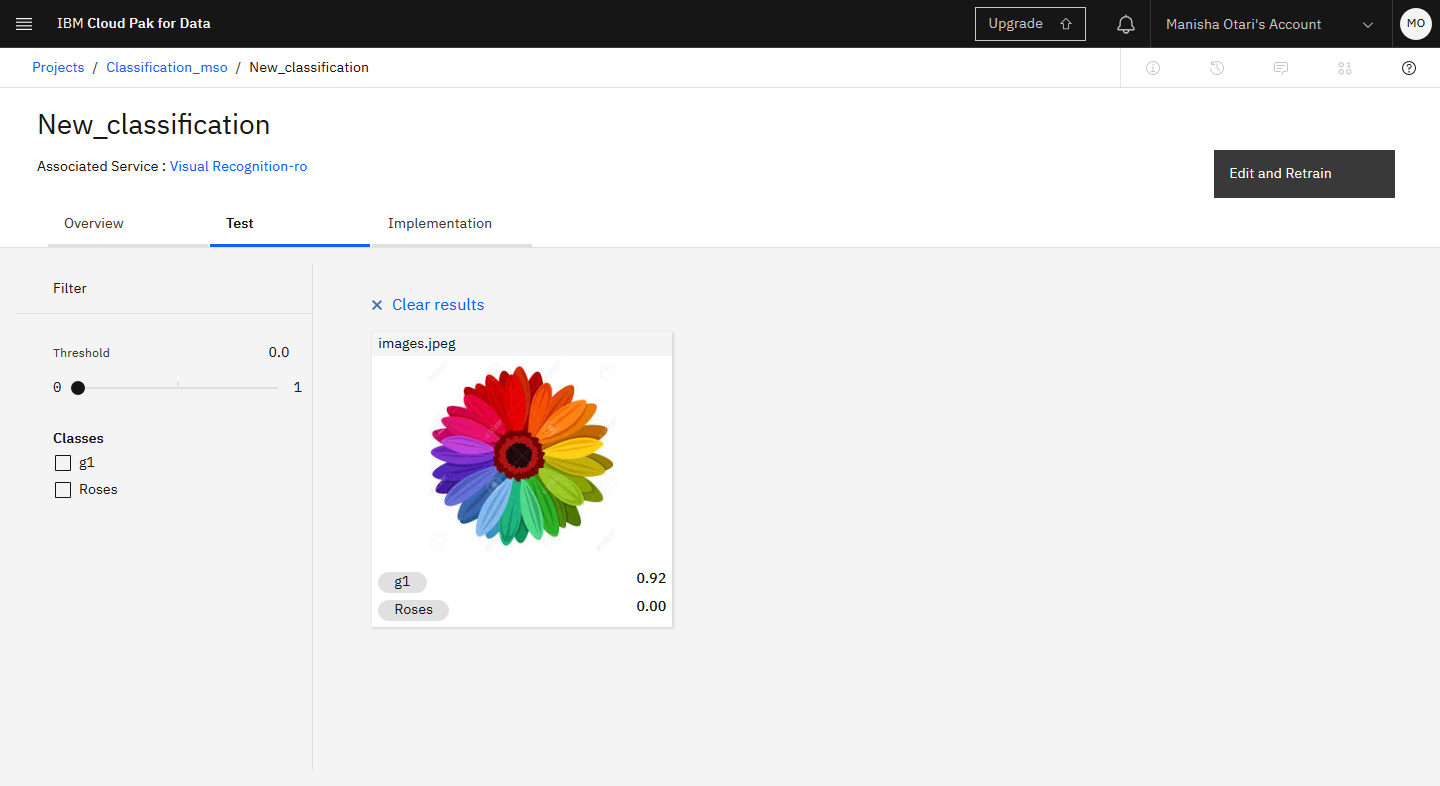 IBM Cloud Pak for Data
Upgrade
Manisha Otari's Account
MO
Projects / Classification_mso / New_classification
New_classification
Associated Service : Visual Recognition-ro
Edit and Retrain
Overview
Test
Implementation
Filter
Threshold 0.0
0 1
Classes
g1
Roses
Clear results
images.jpeg
g1 0.92
Roses 0.00